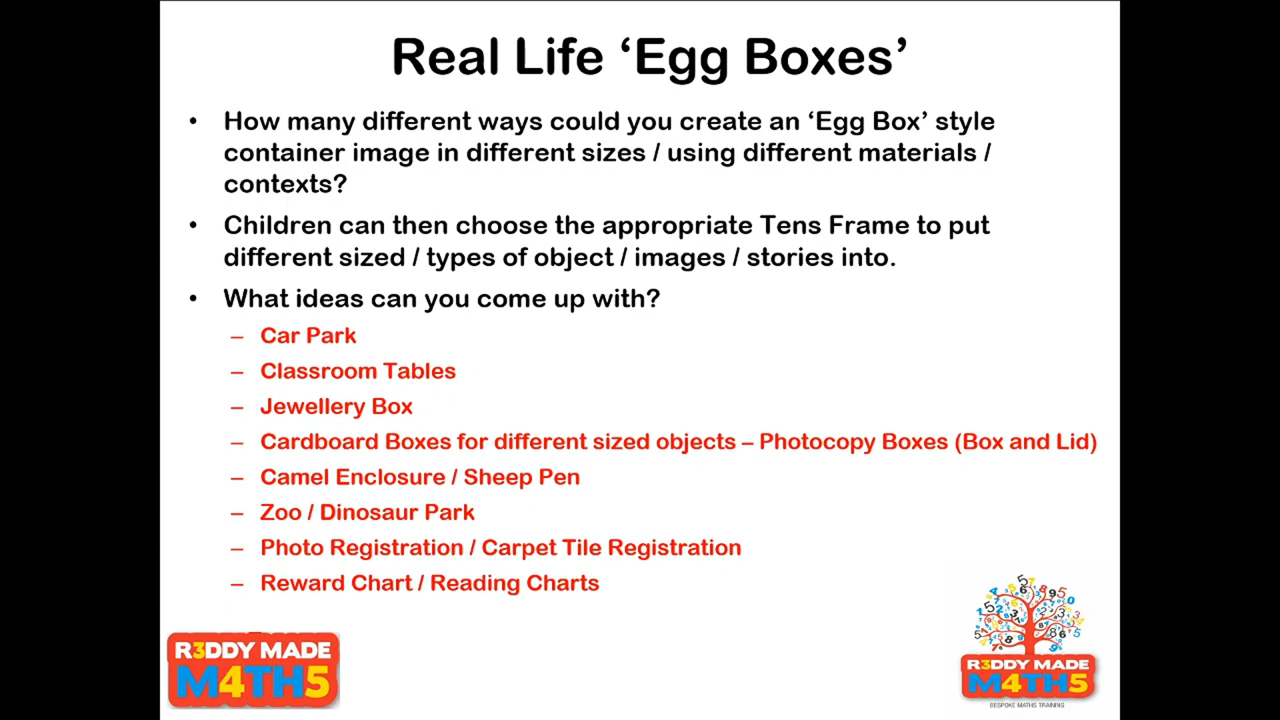 Real Life ‘Egg Boxes’
• How many different ways could you create an ‘Egg Box’ style
container image in different sizes / using different materials /
contexts?
• Children can then choose the appropriate Tens Frame to put
different sized / types of object / images / stories into.
• What ideas can you come up with?
– Car Park
– Classroom Tables
– Jewellery Box
– Cardboard Boxes for different sized objects – Photocopy Boxes (Box and Lid)
– Camel Enclosure / Sheep Pen
– Zoo / Dinosaur Park
– Photo Registration / Carpet Tile Registration
– Reward Chart / Reading Charts
R3DDY MADE
M4TH5
R3DDY MADE
M4TH5
BESPOKE MATHS TRAINING